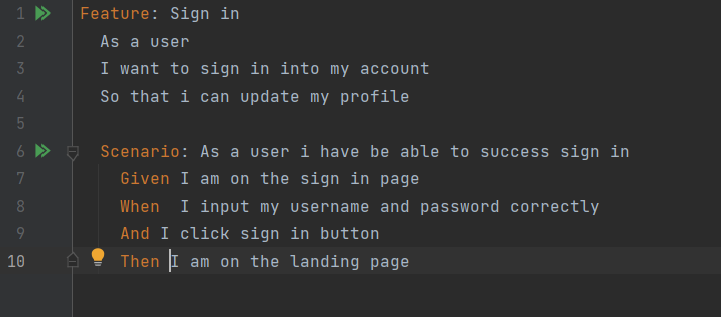 1 Feature: Sign in
2 As a user
3 I want to sign in into my account
4 So that i can update my profile
5
6 Scenario: As a user i have be able to success sign in
7 Given I am on the sign in page
8 When  I input my username and password correctly
9 And I click sign in button
10 Then I am on the landing page